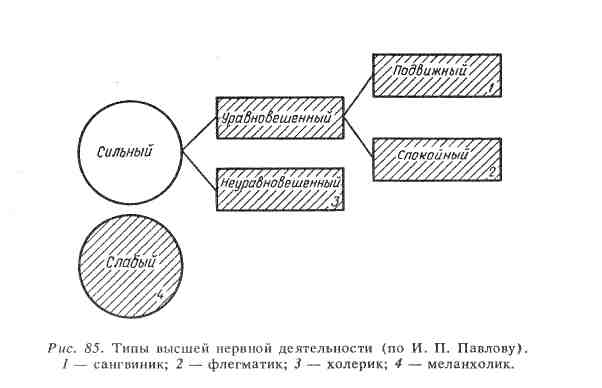 Подвижный
1
Уравновешенный
Сильный
Спокойный
2
Неуравновешенный
3
Слабый
4
Рис. 85. Типы высшей нервной деятельности (по И. П. Павлову).
1 — сангвиник; 2 — флегматик; 3 — холерик; 4 — меланхолик.